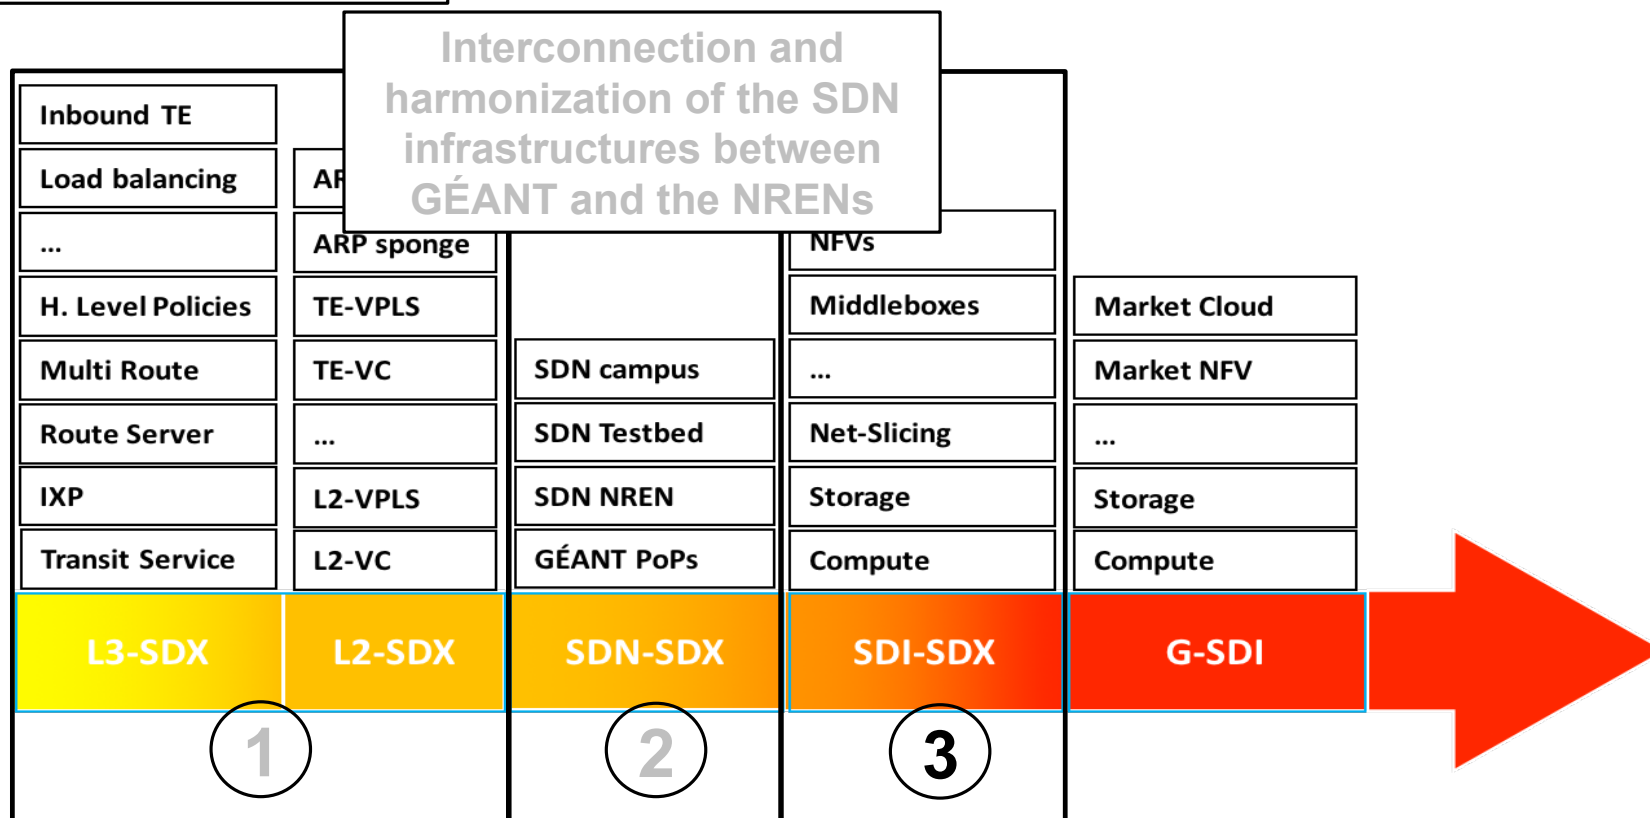 Interconnection and
harmonization of the SDN
infrastructures between
GÉANT and the NRENs
Inbound TE
Load balancing
...
H. Level Policies
Multi Route
Route Server
IXP
Transit Service
ARP sponge
TE-VPLS
TE-VC
...
L2-VPLS
L2-VC
SDN campus
SDN Testbed
SDN NREN
GÉANT PoPs
NFVs
Middleboxes
...
Net-Slicing
Storage
Compute
Market Cloud
Market NFV
...
Storage
Compute
L3-SDX
L2-SDX
SDN-SDX
SDI-SDX
G-SDI
1
2
3